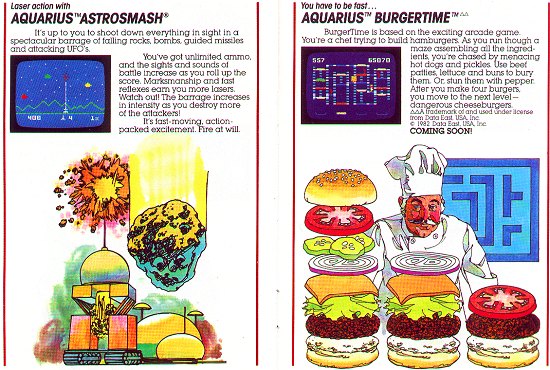 Laser action with
AQUARIUS™ ASTROSMASH®
It's up to you to shoot down everything in sight in a
spectacular barrage of falling rocks, bombs, guided missiles
and attacking UFO's.
You've got unlimited ammo,
and the sights and sounds of
battle increase as you roll up the
score. Marksmanship and fast
reflexes earn you more lasers.
Watch out! The barrage increases
in intensity as you destroy more
of the attackers!
It's fast-moving, action-
packed excitement. Fire at will.
408 4 1x
You have to be fast...
AQUARIUS™ BURGERTIME™ ΔΔ
BurgerTime is based on the exciting arcade game.
You're a chef trying to build hamburgers. As you run though a
maze assembling all the ingred-
ients, you're chased by menacing
hot dogs and pickles. Use beef
patties, lettuce and buns to bury
them. Or, stun them with pepper.
After you make four burgers,
you move to the next level—
dangerous cheeseburgers.
ΔΔA trademark of and used under license
from Data East, USA, Inc.
© 1982 Data East, USA, Inc.
COMING SOON!
557 65070